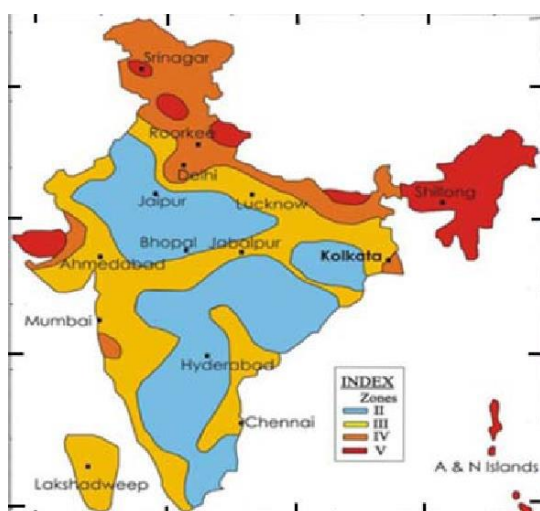 Srinagar
Roorkee
Delhi
Jaipur
Lucknow
Shillong
Bhopal
Jabalpur
Kolkata
Ahmedabad
Mumbai
Hyderabad
Chennai
INDEX
Zones
II
III
IV
V
A & N Islands
Lakshadweep